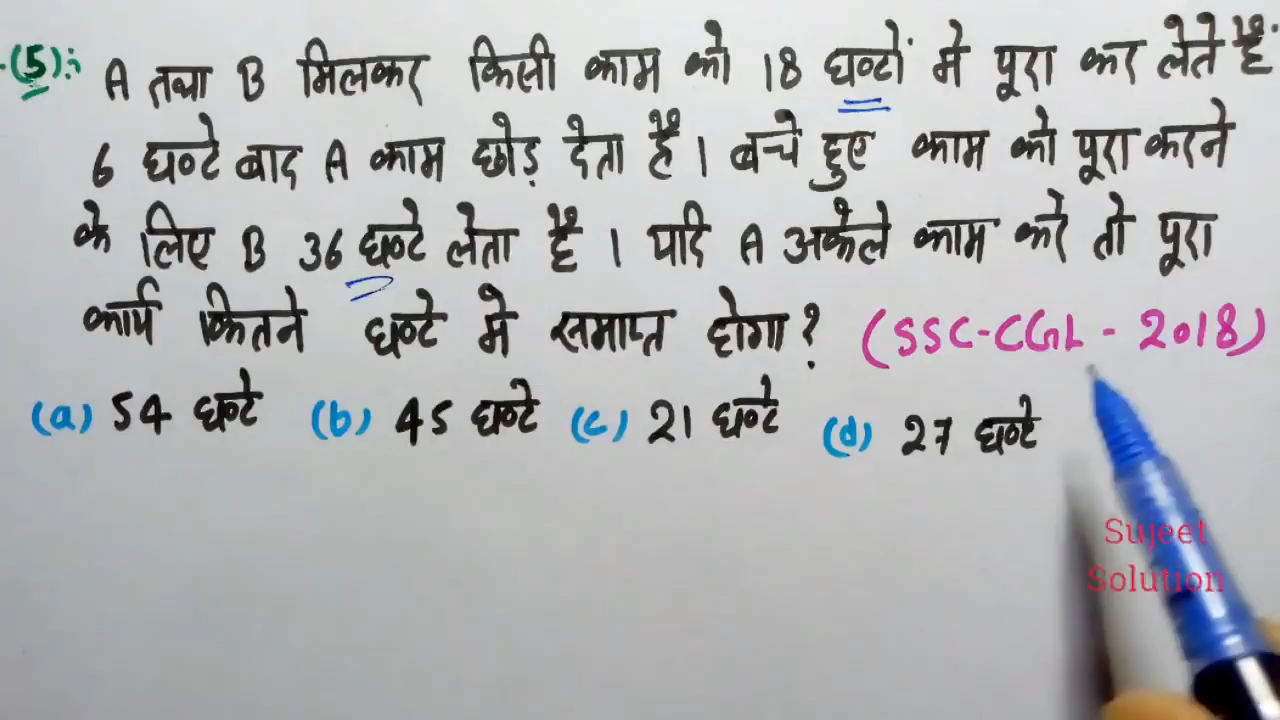 (5):- A तथा B मिलकर किसी काम को 18 घण्टों मे पूरा कर लेते हैं
6 घण्टे बाद A काम छोड़ देता है । बचे हुए काम को पूरा करने
के लिए B 36 घण्टे लेता है । यदि A अकेले काम करे तो पूरा
कार्य कितने घण्टे मे समाप्त होगा ? (SSC-CGL - 2018)
(a) 54 घण्टे (b) 45 घण्टे (c) 21 घण्टे (d) 27 घण्टे
Sujeet
Solution